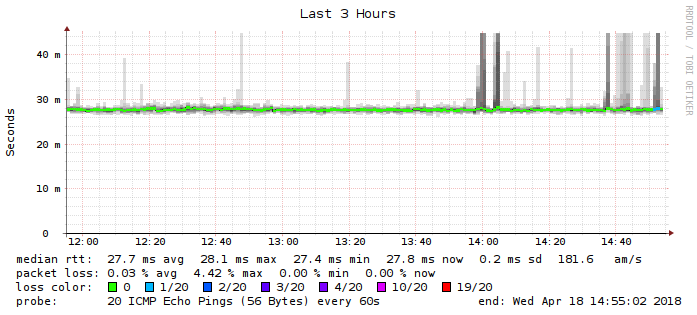 Last 3 Hours
RRDTOOL / TOBI OETIKER
Seconds
40 m
30 m
20 m
10 m
0
12:00 12:20 12:40 13:00 13:20 13:40 14:00 14:20 14:40
median rtt: 27.7 ms avg 28.1 ms max 27.4 ms min 27.8 ms now 0.2 ms sd 181.6 am/s
packet loss: 0.03 % avg 4.42 % max 0.00 % min 0.00 % now
loss color: 0 1/20 2/20 3/20 4/20 10/20 19/20
probe: 20 ICMP Echo Pings (56 Bytes) every 60s end: Wed Apr 18 14:55:02 2018